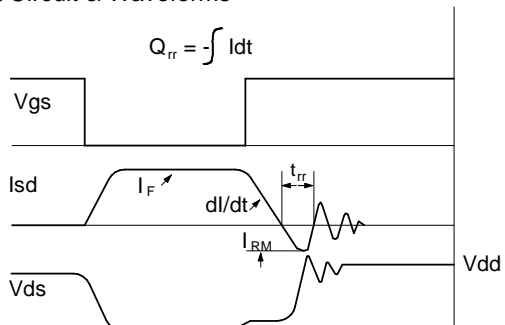 Circuit & Waveforms
Qrr = -∫ Idt
Vgs
Isd
IF
dI/dt
trr
IRM
Vds
Vdd